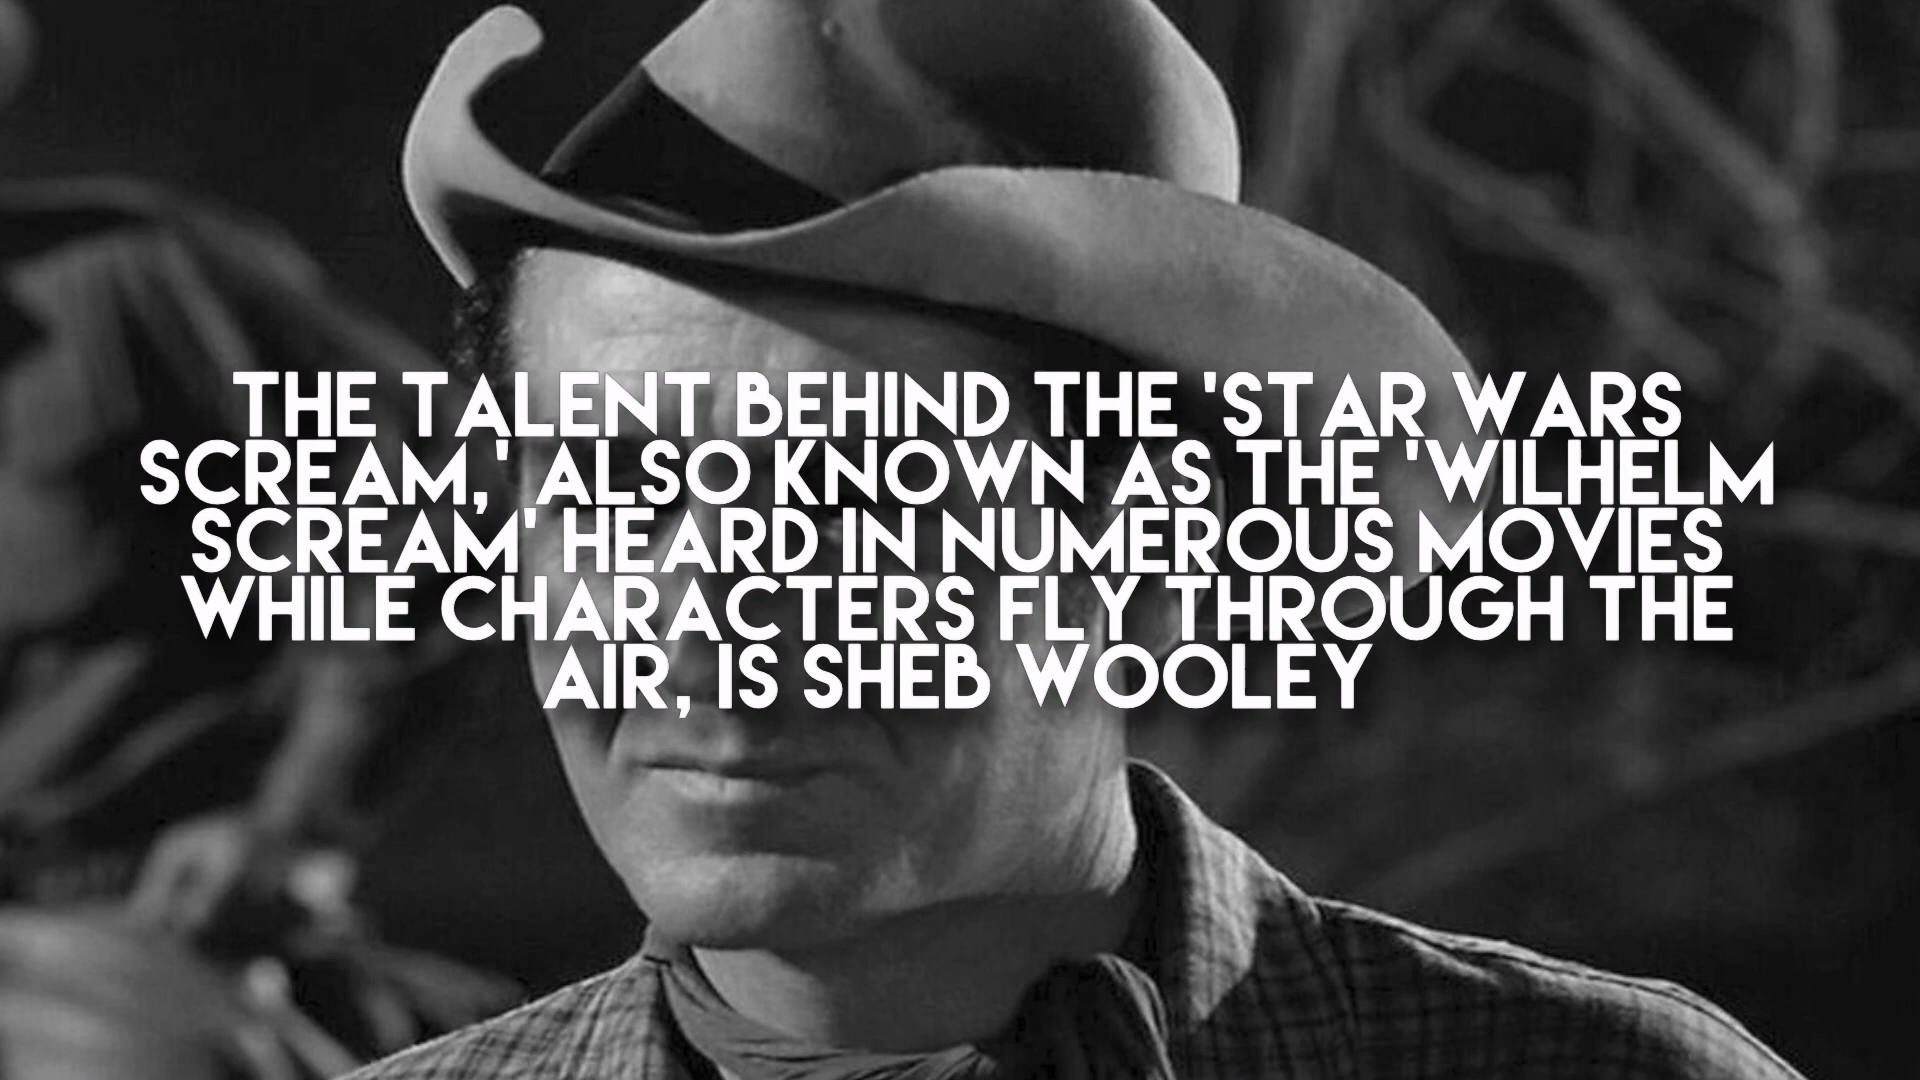 THE TALENT BEHIND THE 'STAR WARS
SCREAM,' ALSO KNOWN AS THE 'WILHELM
SCREAM' HEARD IN NUMEROUS MOVIES
WHILE CHARACTERS FLY THROUGH THE
AIR, IS SHEB WOOLEY